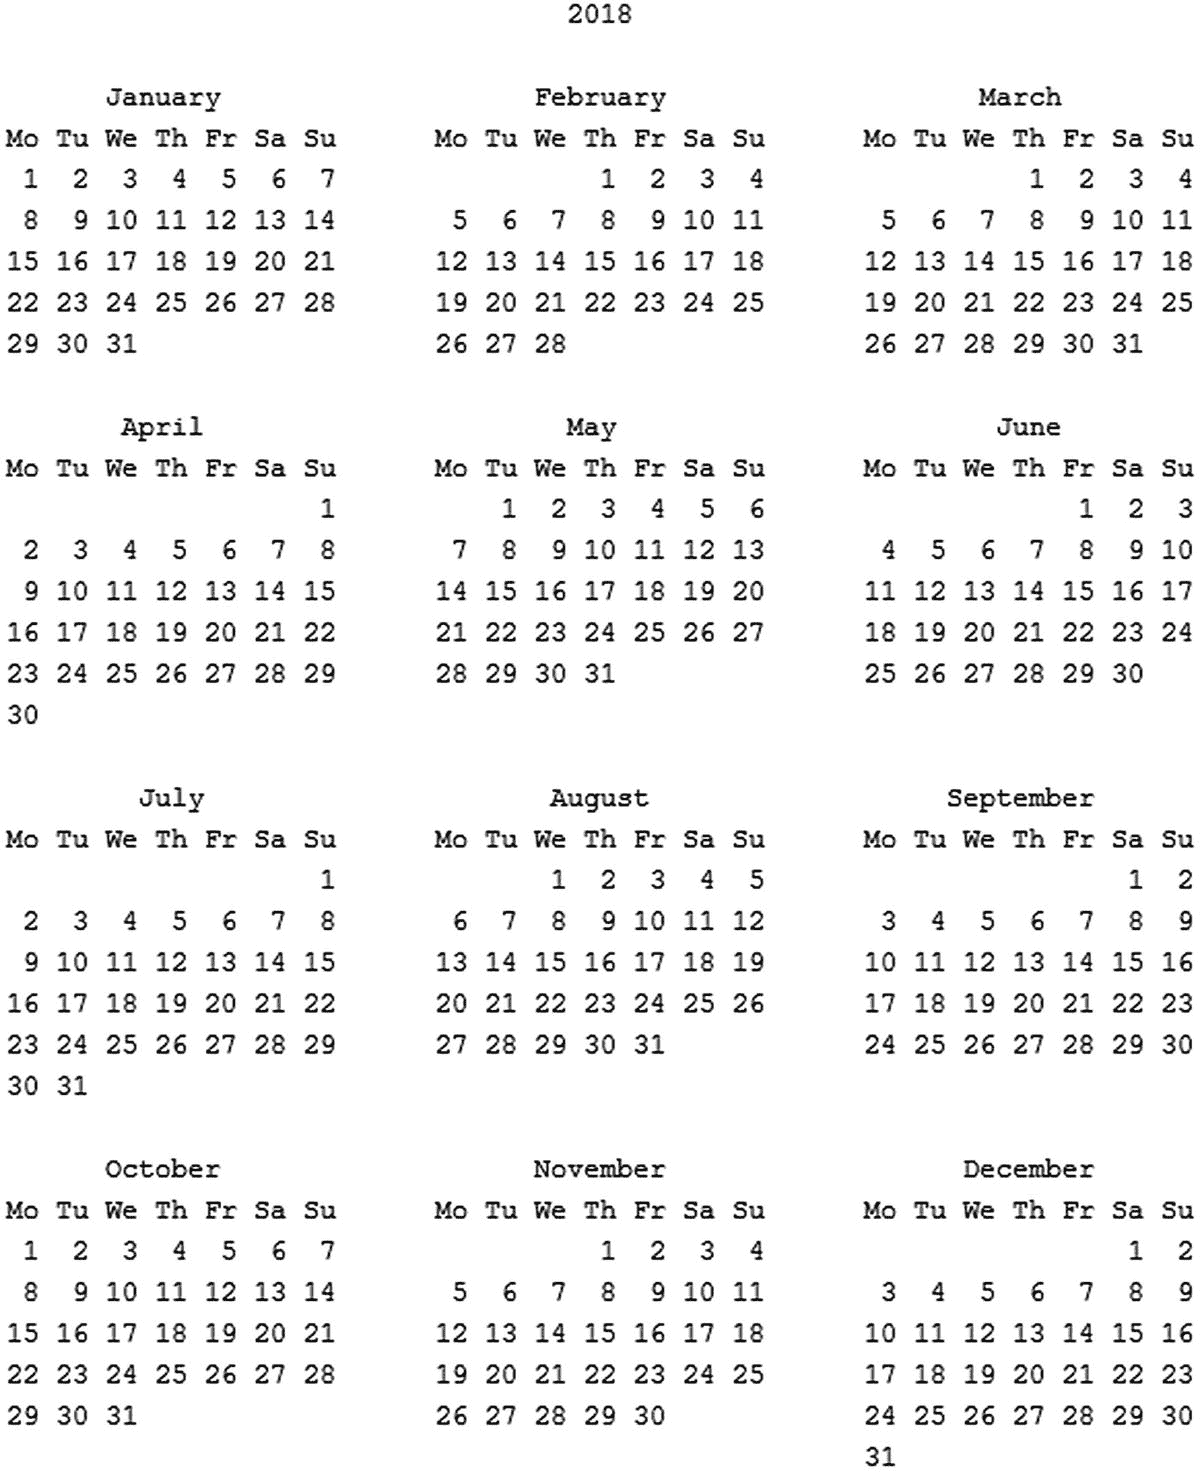 2018
January February March
Mo Tu We Th Fr Sa Su Mo Tu We Th Fr Sa Su Mo Tu We Th Fr Sa Su
1 2 3 4 5 6 7 1 2 3 4 1 2 3 4
8 9 10 11 12 13 14 5 6 7 8 9 10 11 5 6 7 8 9 10 11
15 16 17 18 19 20 21 12 13 14 15 16 17 18 12 13 14 15 16 17 18
22 23 24 25 26 27 28 19 20 21 22 23 24 25 19 20 21 22 23 24 25
29 30 31 26 27 28 26 27 28 29 30 31
April May June
Mo Tu We Th Fr Sa Su Mo Tu We Th Fr Sa Su Mo Tu We Th Fr Sa Su
1 1 2 3 4 5 6 1 2 3
2 3 4 5 6 7 8 7 8 9 10 11 12 13 4 5 6 7 8 9 10
9 10 11 12 13 14 15 14 15 16 17 18 19 20 11 12 13 14 15 16 17
16 17 18 19 20 21 22 21 22 23 24 25 26 27 18 19 20 21 22 23 24
23 24 25 26 27 28 29 28 29 30 31 25 26 27 28 29 30
30
July August September
Mo Tu We Th Fr Sa Su Mo Tu We Th Fr Sa Su Mo Tu We Th Fr Sa Su
1 1 2 3 4 5 1 2
2 3 4 5 6 7 8 6 7 8 9 10 11 12 3 4 5 6 7 8 9
9 10 11 12 13 14 15 13 14 15 16 17 18 19 10 11 12 13 14 15 16
16 17 18 19 20 21 22 20 21 22 23 24 25 26 17 18 19 20 21 22 23
23 24 25 26 27 28 29 27 28 29 30 31 24 25 26 27 28 29 30
30 31
October November December
Mo Tu We Th Fr Sa Su Mo Tu We Th Fr Sa Su Mo Tu We Th Fr Sa Su
1 2 3 4 5 6 7 1 2 3 4 1 2
8 9 10 11 12 13 14 5 6 7 8 9 10 11 3 4 5 6 7 8 9
15 16 17 18 19 20 21 12 13 14 15 16 17 18 10 11 12 13 14 15 16
22 23 24 25 26 27 28 19 20 21 22 23 24 25 17 18 19 20 21 22 23
29 30 31 26 27 28 29 30 24 25 26 27 28 29 30
31